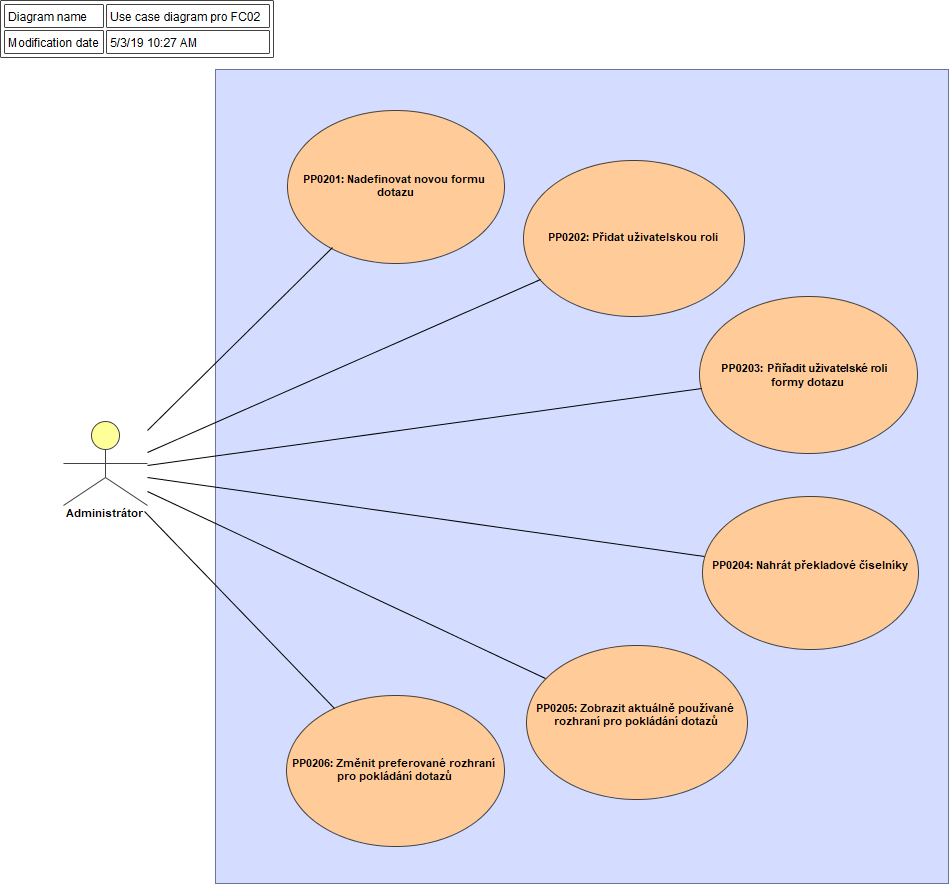 Diagram name
Use case diagram pro FC02
Modification date
5/3/19 10:27 AM
PP0201: Nadefinovat novou formu
dotazu
PP0202: Přidat uživatelskou roli
PP0203: Přiřadit uživatelské roli
formy dotazu
Administrátor
PP0204: Nahrát překladové číselníky
PP0205: Zobrazit aktuálně používané
rozhraní pro pokládání dotazů
PP0206: Změnit preferované rozhraní
pro pokládání dotazů